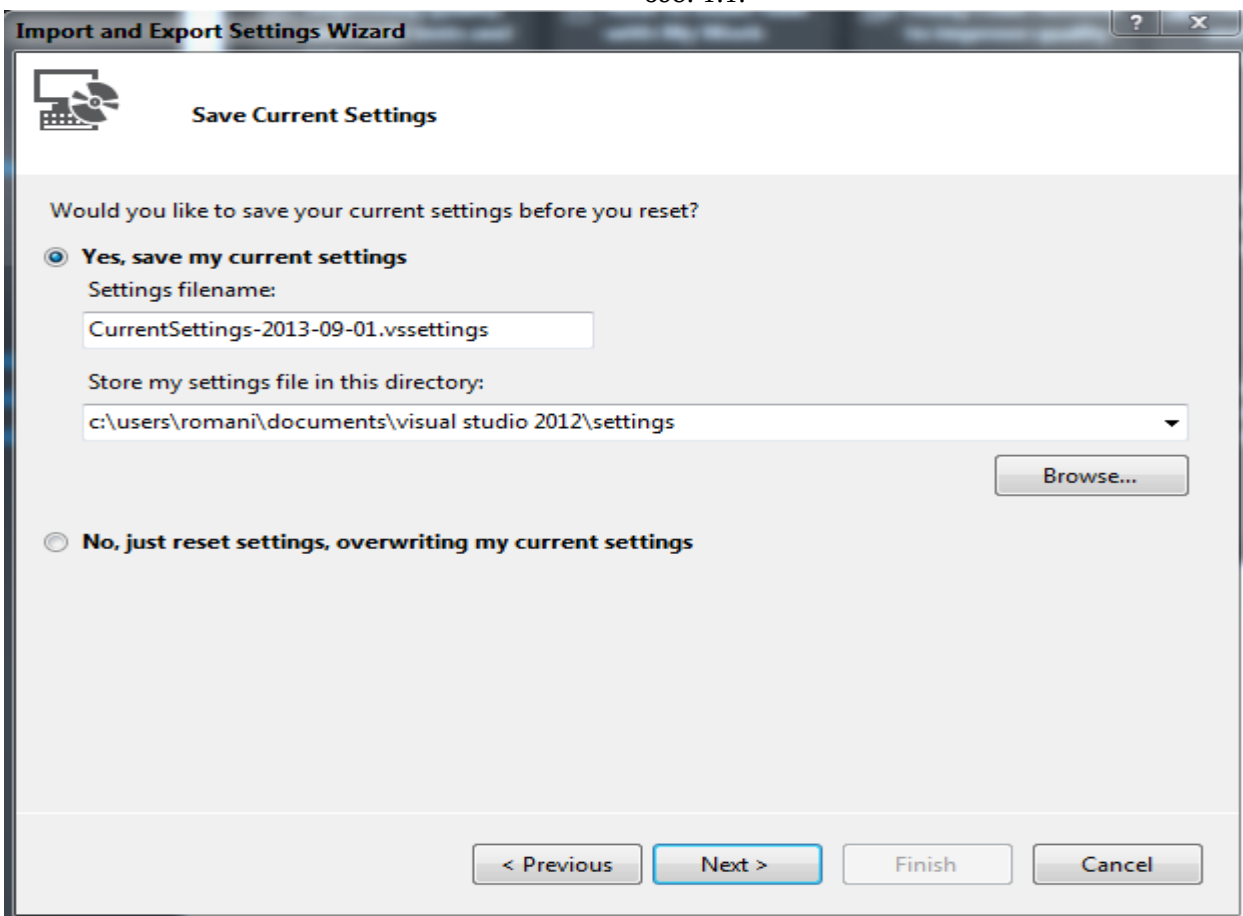 Import and Export Settings Wizard
Save Current Settings
Would you like to save your current settings before you reset?
Yes, save my current settings
Settings filename:
CurrentSettings-2013-09-01.vssettings
Store my settings file in this directory:
c:\users\romani\documents\visual studio 2012\settings
Browse...
No, just reset settings, overwriting my current settings
< Previous Next > Finish Cancel